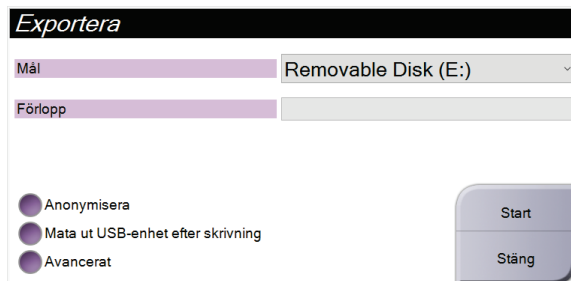 Exportera
Mål
Removable Disk (E:)
Förlopp
Anonymisera
Mata ut USB-enhet efter skrivning
Avancerat
Start
Stäng